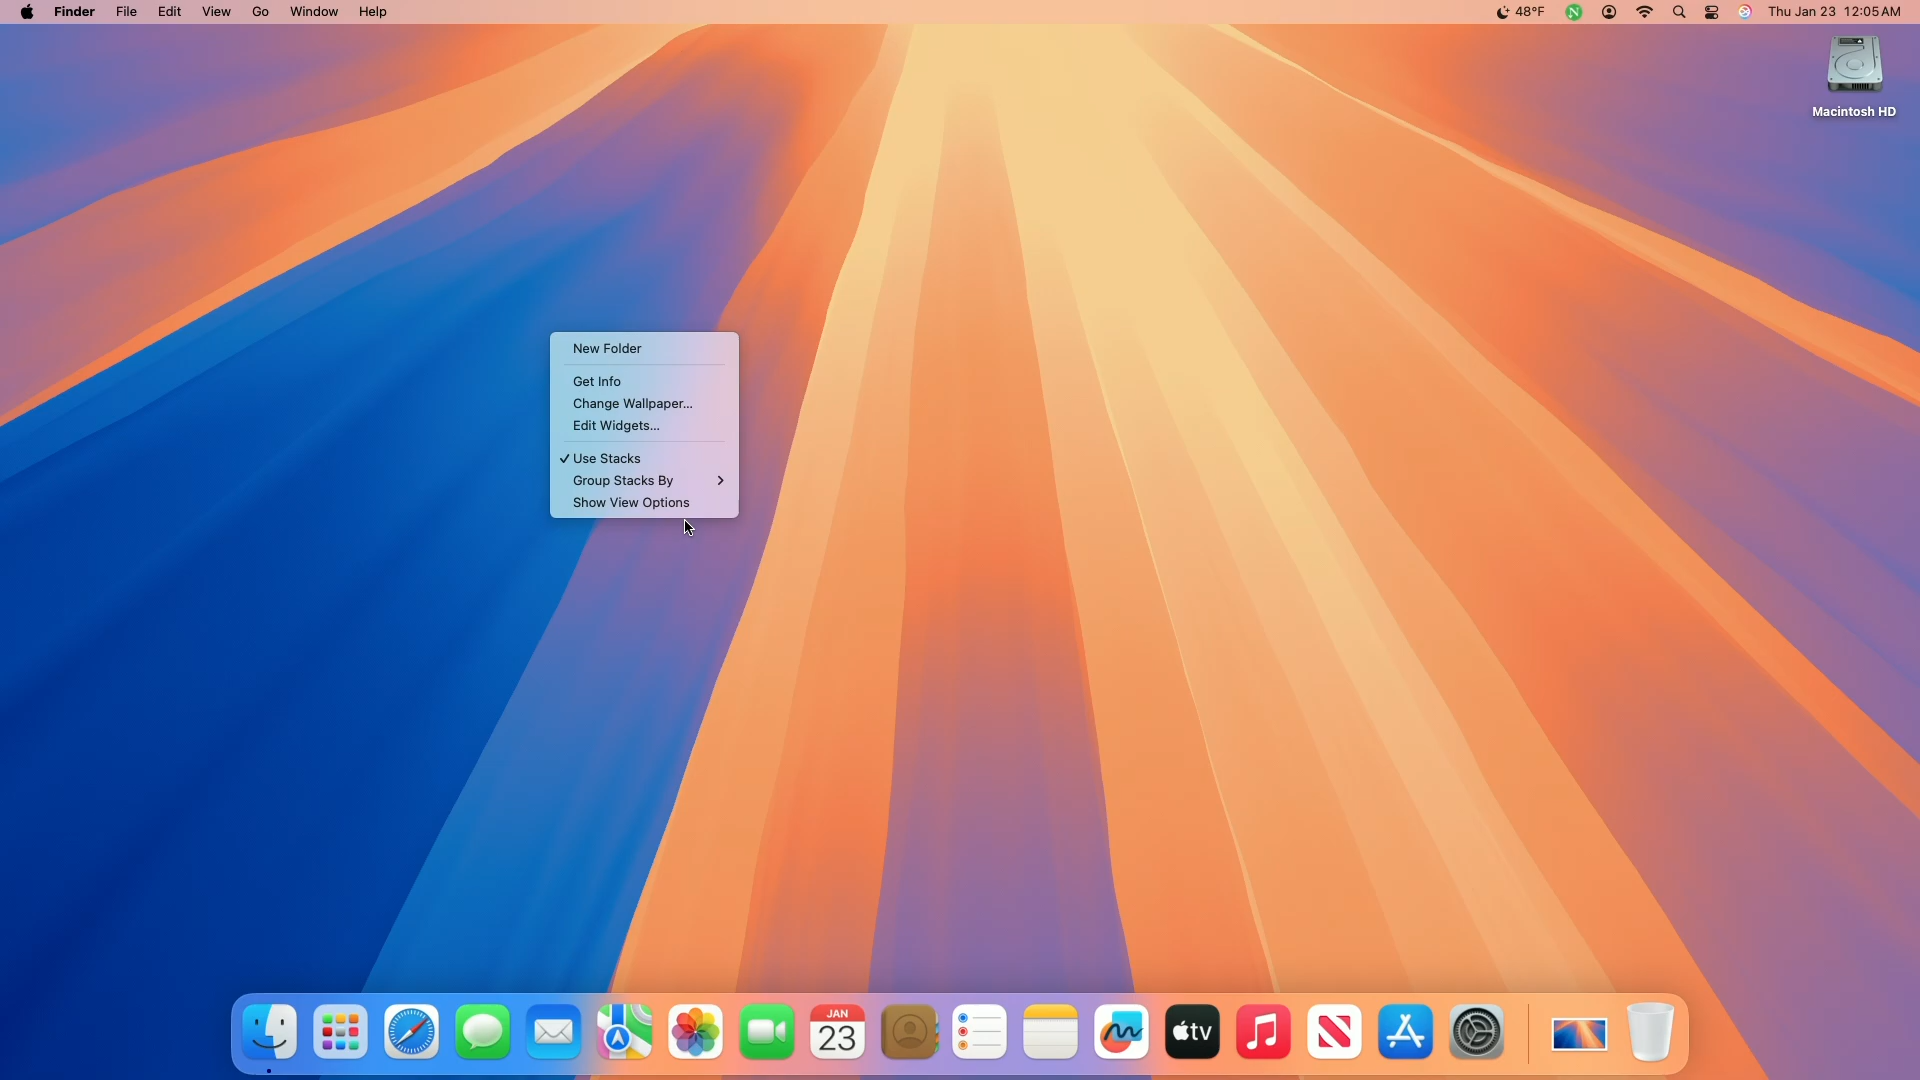 Finder File Edit View Go Window Help 48°F N Thu Jan 23 12:05 AM
Macintosh HD
New Folder
Get Info
Change Wallpaper...
Edit Widgets...
✓ Use Stacks
Group Stacks By >
Show View Options
JAN
23
tv